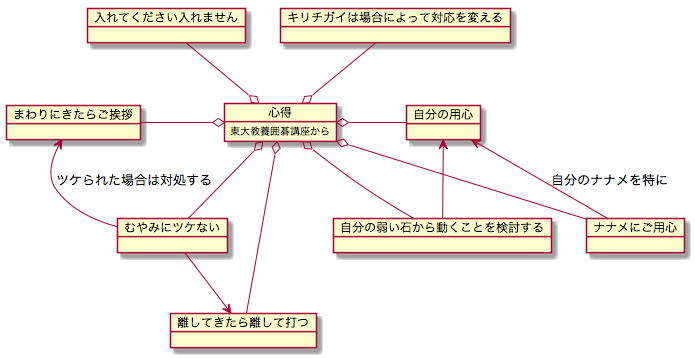 入れてください入れません
キリチガイは場合によって対応を変える
まわりにきたらご挨拶
心得
東大教養囲碁講座から
自分の用心
ツケられた場合は対処する
自分のナナメを特に
むやみにツケない
自分の弱い石から動くことを検討する
ナナメにご用心
離してきたら離して打つ